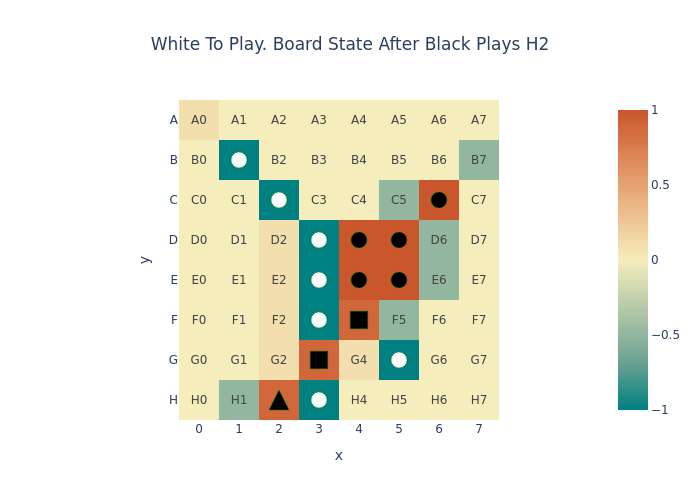 White To Play. Board State After Black Plays H2
A A0 A1 A2 A3 A4 A5 A6 A7
B B0 B2 B3 B4 B5 B6 B7
C C0 C1 C3 C4 C5 C7
D D0 D1 D2 D6 D7
E E0 E1 E2 E6 E7
F F0 F1 F2 F5 F6 F7
G G0 G1 G2 G4 G6 G7
H H0 H1 H4 H5 H6 H7
0 1 2 3 4 5 6 7
x
y
1
0.5
0
−0.5
−1